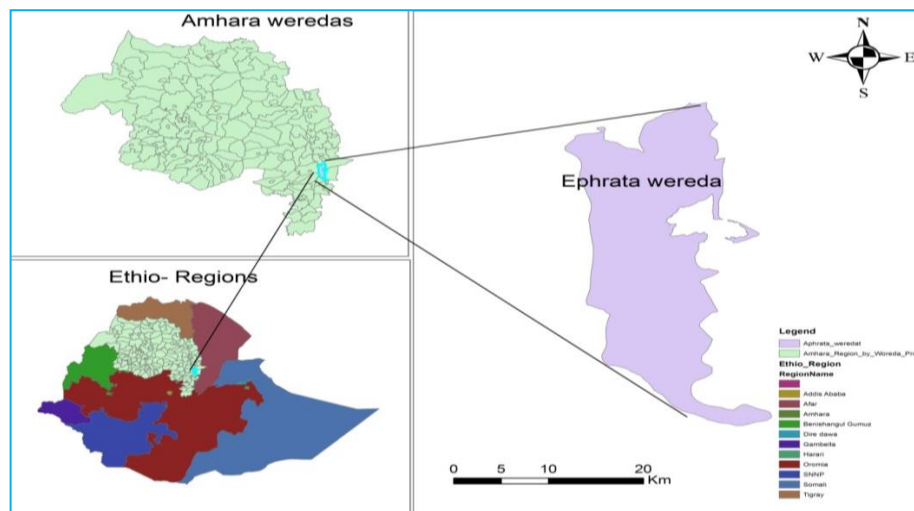 Amhara weredas
N
W E
S
Ephrata wereda
Ethio- Regions
Legend
Aphrata_weredat
Amhara_Region_by_Woreda_Pro
Ethio_Region
RegionName
Addis Ababa
Afar
Amhara
Benishangul Gumuz
Dire dawa
Gambella
Harari
Oromia
SNNP
Somali
Tigray
0 5 10 20
Km